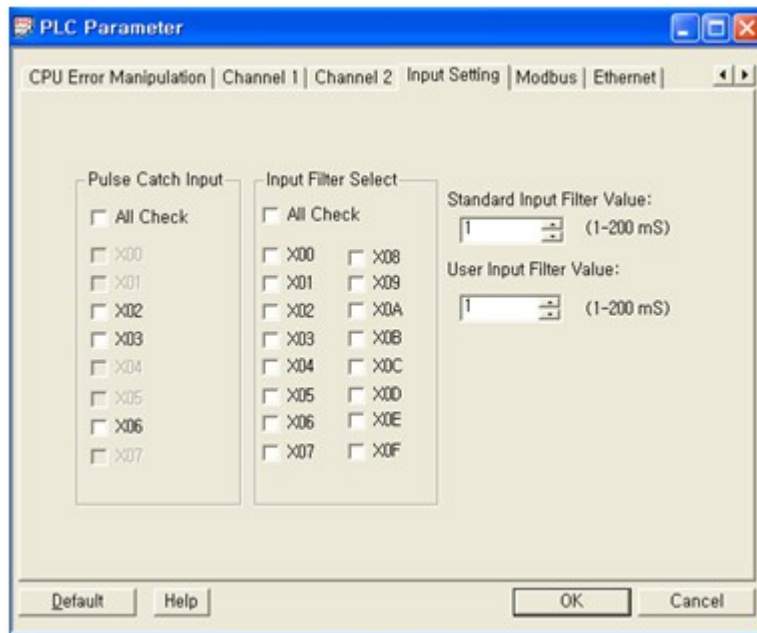 PLC Parameter
CPU Error Manipulation
Channel 1
Channel 2
Input Setting
Modbus
Ethernet
Pulse Catch Input
All Check
X00
X01
X02
X03
X04
X05
X06
X07
Input Filter Select
All Check
X00
X01
X02
X03
X04
X05
X06
X07
X08
X09
X0A
X0B
X0C
X0D
X0E
X0F
Standard Input Filter Value:
1 (1-200 mS)
User Input Filter Value:
1 (1-200 mS)
Default
Help
OK
Cancel